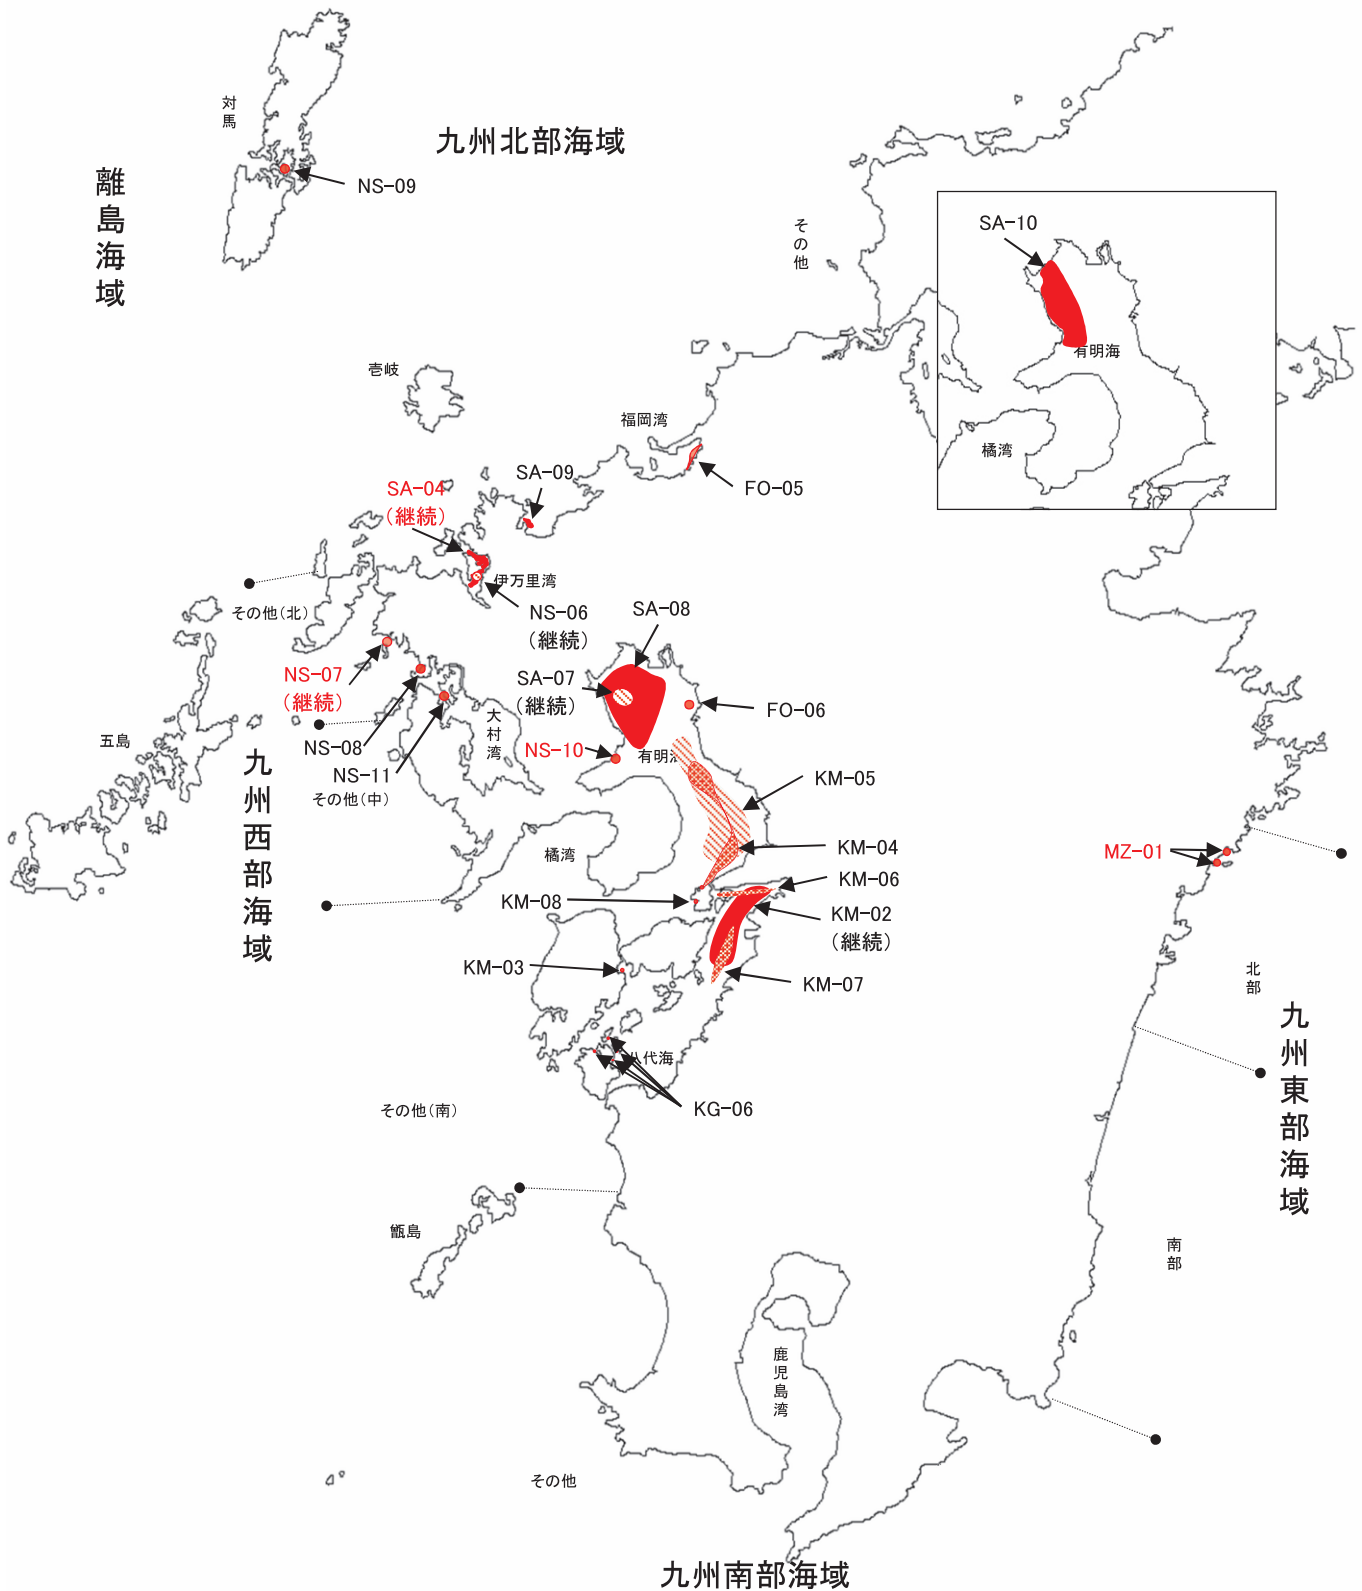 対馬
九州北部海域
離島海域
NS-09
その他
SA-10
有明海
橘湾
壱岐
福岡湾
SA-09
FO-05
SA-04
(継続)
伊万里湾
その他(北)
NS-06
(継続)
SA-08
NS-07
(継続)
SA-07
(継続)
FO-06
大村湾
五島
NS-08
NS-10
有明
九州西部海域
NS-11
その他(中)
KM-05
橘湾
KM-04
MZ-01
KM-06
KM-08
KM-02
(継続)
KM-03
KM-07
北部
九州東部海域
八代海
その他(南)
KG-06
甑島
南部
鹿児島湾
その他
九州南部海域